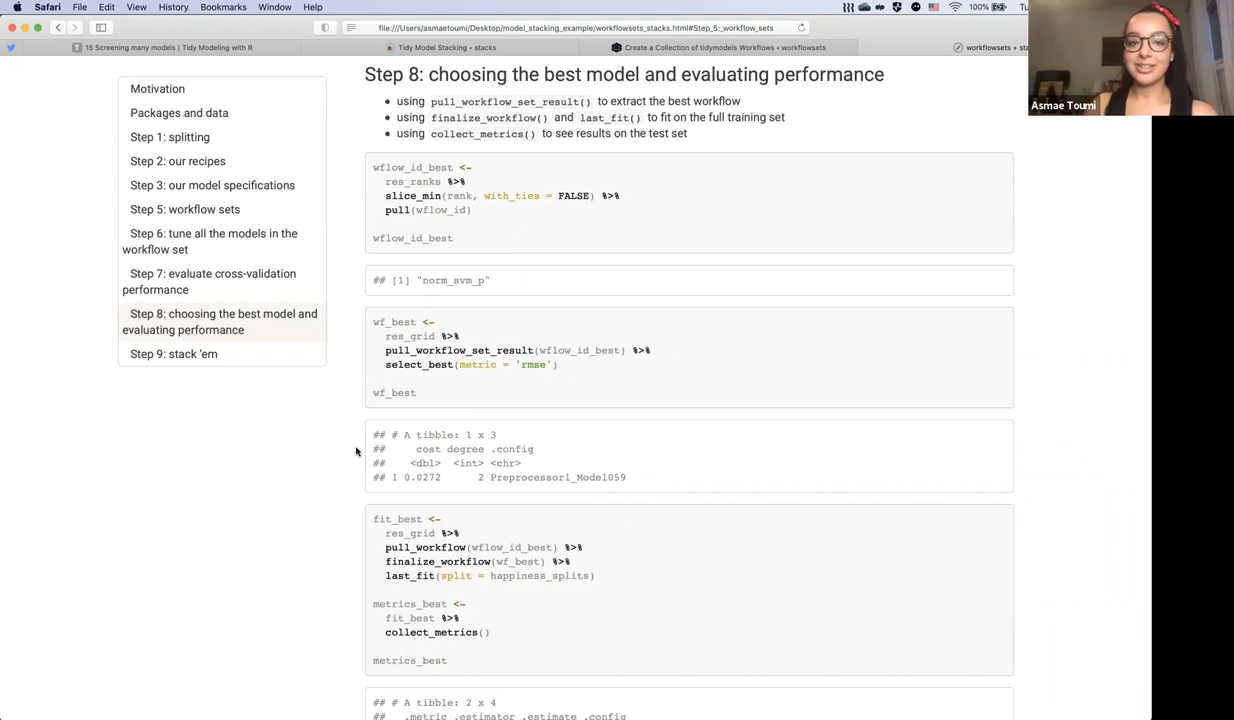 Safari File Edit View History Bookmarks Window Help 100%
file:///Users/asmaetoumi/Desktop/model_stacking_example/workflowsets_stacks.html#Step_5:_workflow_sets
15 Screening many models | Tidy Modeling with R
Tidy Model Stacking • stacks
Create a Collection of tidymodels Workflows • workflowsets
workflowsets + sta
Asmae Toumi
Motivation
Packages and data
Step 1: splitting
Step 2: our recipes
Step 3: our model specifications
Step 5: workflow sets
Step 6: tune all the models in the
workflow set
Step 7: evaluate cross-validation
performance
Step 8: choosing the best model and
evaluating performance
Step 9: stack 'em
Step 8: choosing the best model and evaluating performance
• using pull_workflow_set_result() to extract the best workflow
• using finalize_workflow() and last_fit() to fit on the full training set
• using collect_metrics() to see results on the test set
wflow_id_best <-
res_ranks %>%
slice_min(rank, with_ties = FALSE) %>%
pull(wflow_id)
wflow_id_best
## [1] "norm_svm_p"
wf_best <-
res_grid %>%
pull_workflow_set_result(wflow_id_best) %>%
select_best(metric = 'rmse')
wf_best
## # A tibble: 1 x 3
## cost degree .config
## <dbl> <int> <chr>
## 1 0.0272 2 Preprocessor1_Model059
fit_best <-
res_grid %>%
pull_workflow(wflow_id_best) %>%
finalize_workflow(wf_best) %>%
last_fit(split = happiness_splits)
metrics_best <-
fit_best %>%
collect_metrics()
metrics_best
## # A tibble: 2 x 4
## .metric .estimator .estimate .config